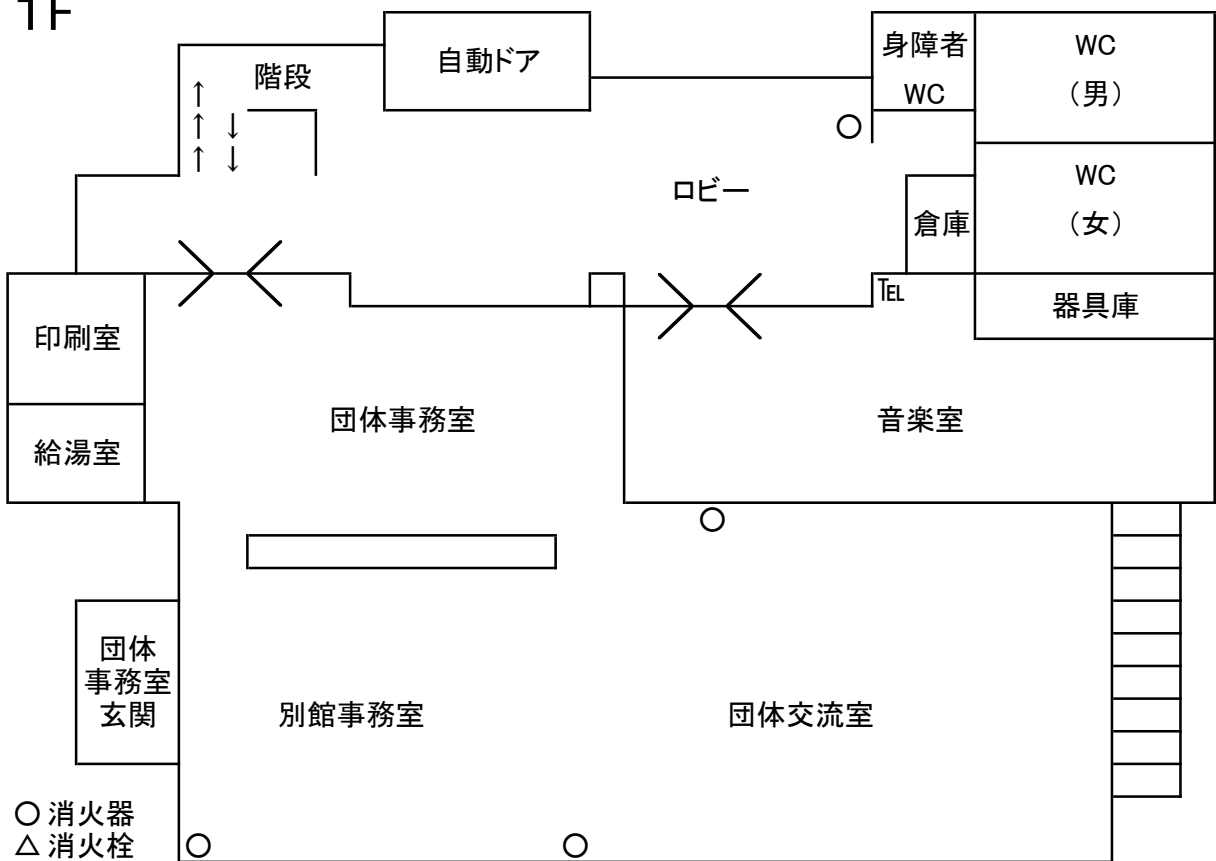 1F
自動ドア
身障者
WC
WC
（男）
階段
↑
↑ ↓
↑ ↓
○
ロビー
WC
（女）
倉庫
TEL
器具庫
印刷室
団体事務室
音楽室
給湯室
○
団体
事務室
玄関
別館事務室
団体交流室
○ 消火器
△ 消火栓
○
○